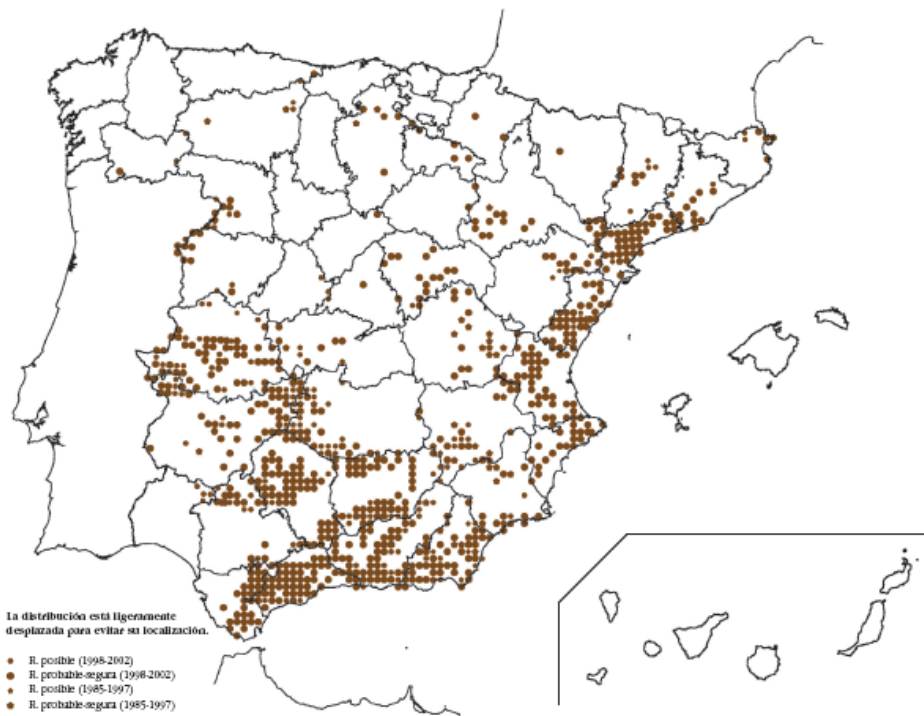 La distribución está ligeramente
desplazada para evitar su localización.
R. posible (1998-2002)
R. probable-segura (1998-2002)
R. posible (1985-1997)
R. probable-segura (1985-1997)